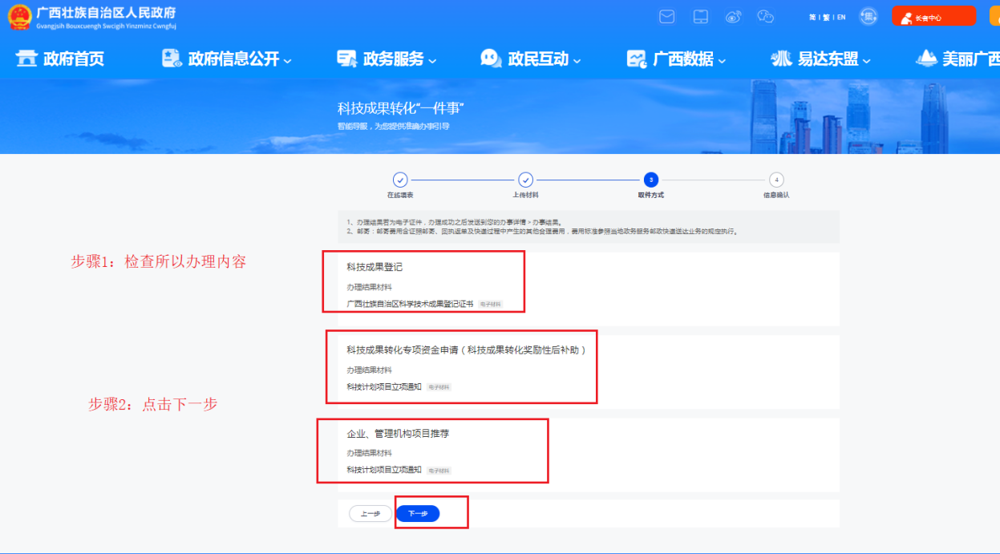 广西壮族自治区人民政府
Gvangjsih Bouxcuengh Swcigih Yinzminz Cwngfuj
简 | 繁 | EN
集
长者中心
政府首页
政府信息公开
政务服务
政民互动
广西数据
易达东盟
美丽广西
科技成果转化“一件事”
智能导服，为您提供准确办事引导
在线填表
上传材料
3
取件方式
4
信息确认
1、办理结果若为电子证件，办理成功之后发送到您的办事详情>办事结果。
2、邮寄：邮寄费用含证照邮寄、回执返单及快递过程中产生的其他合理费用，费用标准参照当地政务服务邮政快递送达业务的规定执行。
步骤1：检查所以办理内容
科技成果登记
办理结果材料
广西壮族自治区科学技术成果登记证书 电子材料
科技成果转化专项资金申请（科技成果转化奖励性后补助）
办理结果材料
科技计划项目立项通知 电子材料
步骤2：点击下一步
企业、管理机构项目推荐
办理结果材料
科技计划项目立项通知 电子材料
上一步
下一步